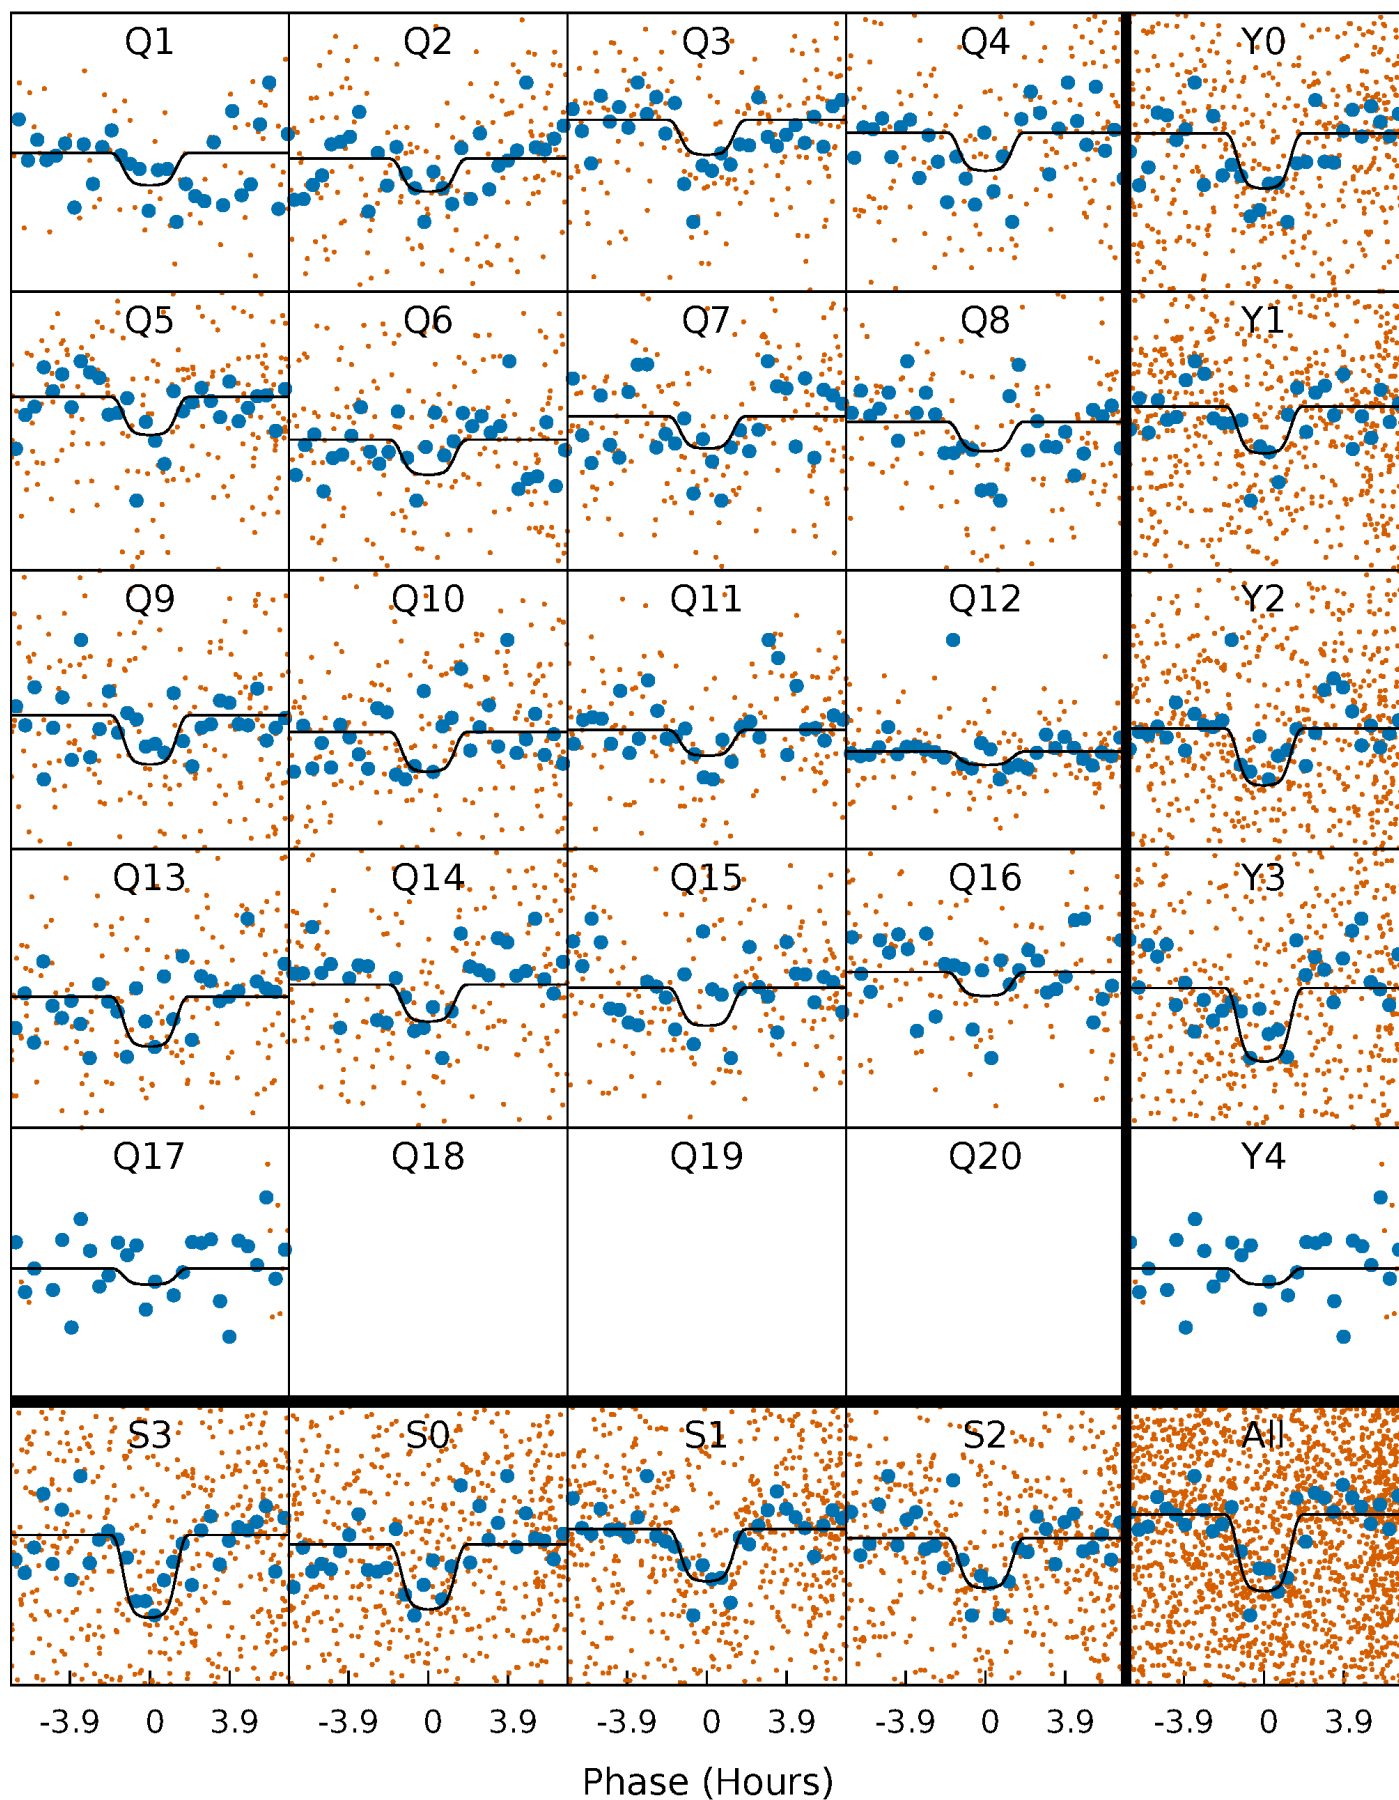 Q1 Q2 Q3 Q4 Y0
Q5 Q6 Q7 Q8 Y1
Q9 Q10 Q11 Q12 Y2
Q13 Q14 Q15 Q16 Y3
Q17 Q18 Q19 Q20 Y4
S3 S0 S1 S2 All
-3.9 0 3.9 -3.9 0 3.9 -3.9 0 3.9 -3.9 0 3.9 -3.9 0 3.9
Phase (Hours)